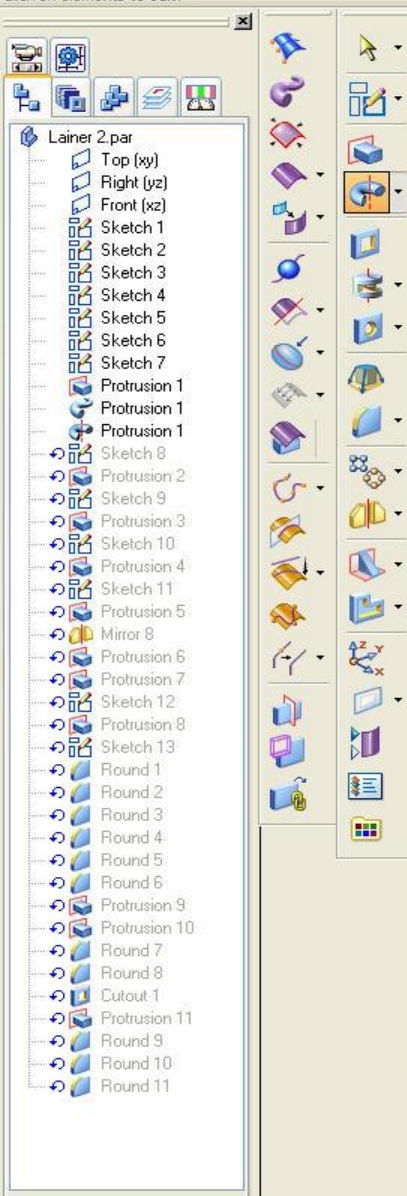 Lainer 2.par
Top (xy)
Right (yz)
Front (xz)
Sketch 1
Sketch 2
Sketch 3
Sketch 4
Sketch 5
Sketch 6
Sketch 7
Protrusion 1
Protrusion 1
Protrusion 1
Sketch 8
Protrusion 2
Sketch 9
Protrusion 3
Sketch 10
Protrusion 4
Sketch 11
Protrusion 5
Mirror 8
Protrusion 6
Protrusion 7
Sketch 12
Protrusion 8
Sketch 13
Round 1
Round 2
Round 3
Round 4
Round 5
Round 6
Protrusion 9
Protrusion 10
Round 7
Round 8
Cutout 1
Protrusion 11
Round 9
Round 10
Round 11